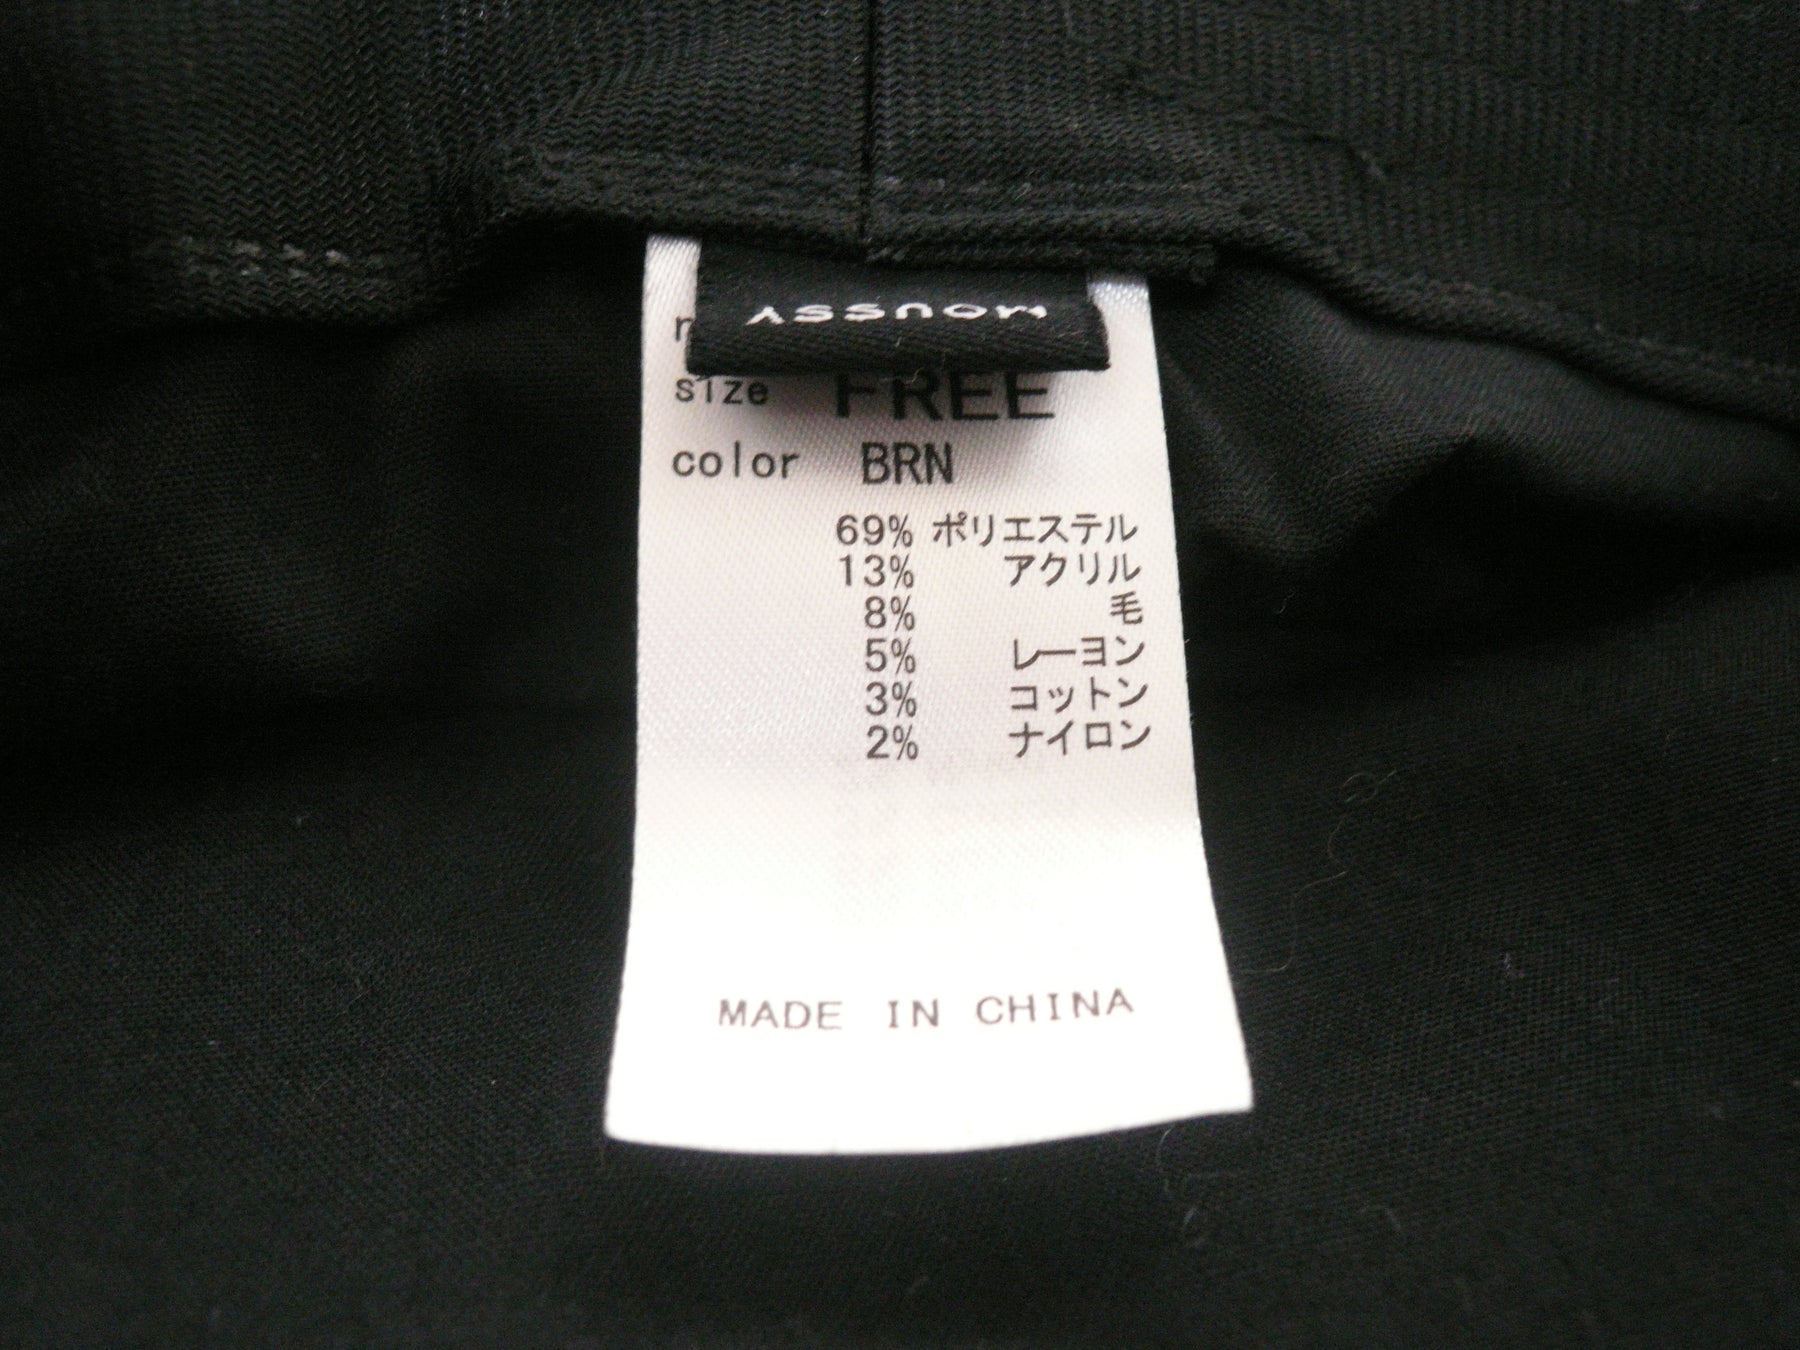 MOUSSY
size FREE
color BRN
69% ポリエステル
13% アクリル
8% 毛
5% レーヨン
3% コットン
2% ナイロン
MADE IN CHINA